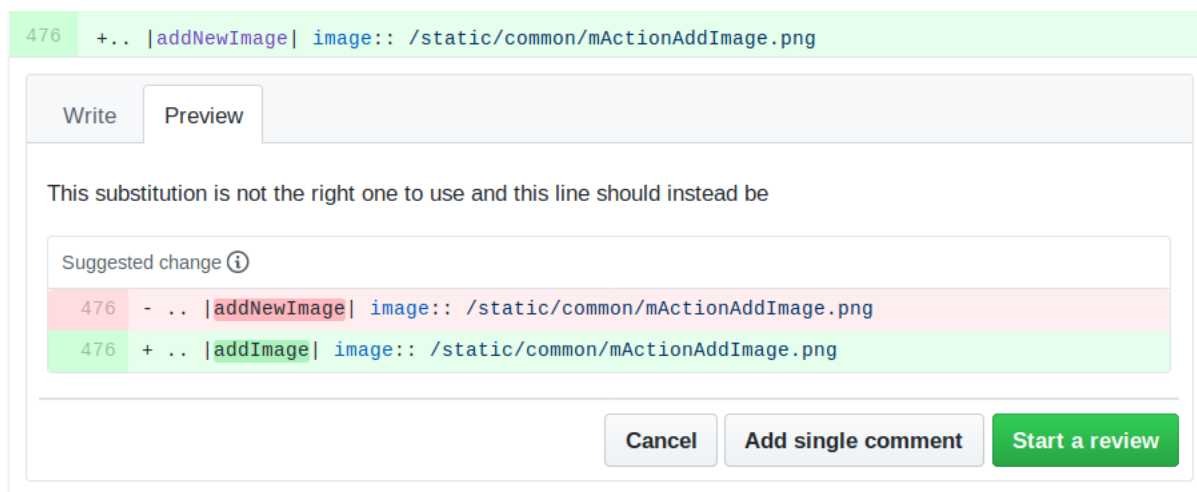 476 +.. |addNewImage| image:: /static/common/mActionAddImage.png
Write Preview
This substitution is not the right one to use and this line should instead be
Suggested change
476 - .. |addNewImage| image:: /static/common/mActionAddImage.png
476 + .. |addImage| image:: /static/common/mActionAddImage.png
Cancel Add single comment Start a review